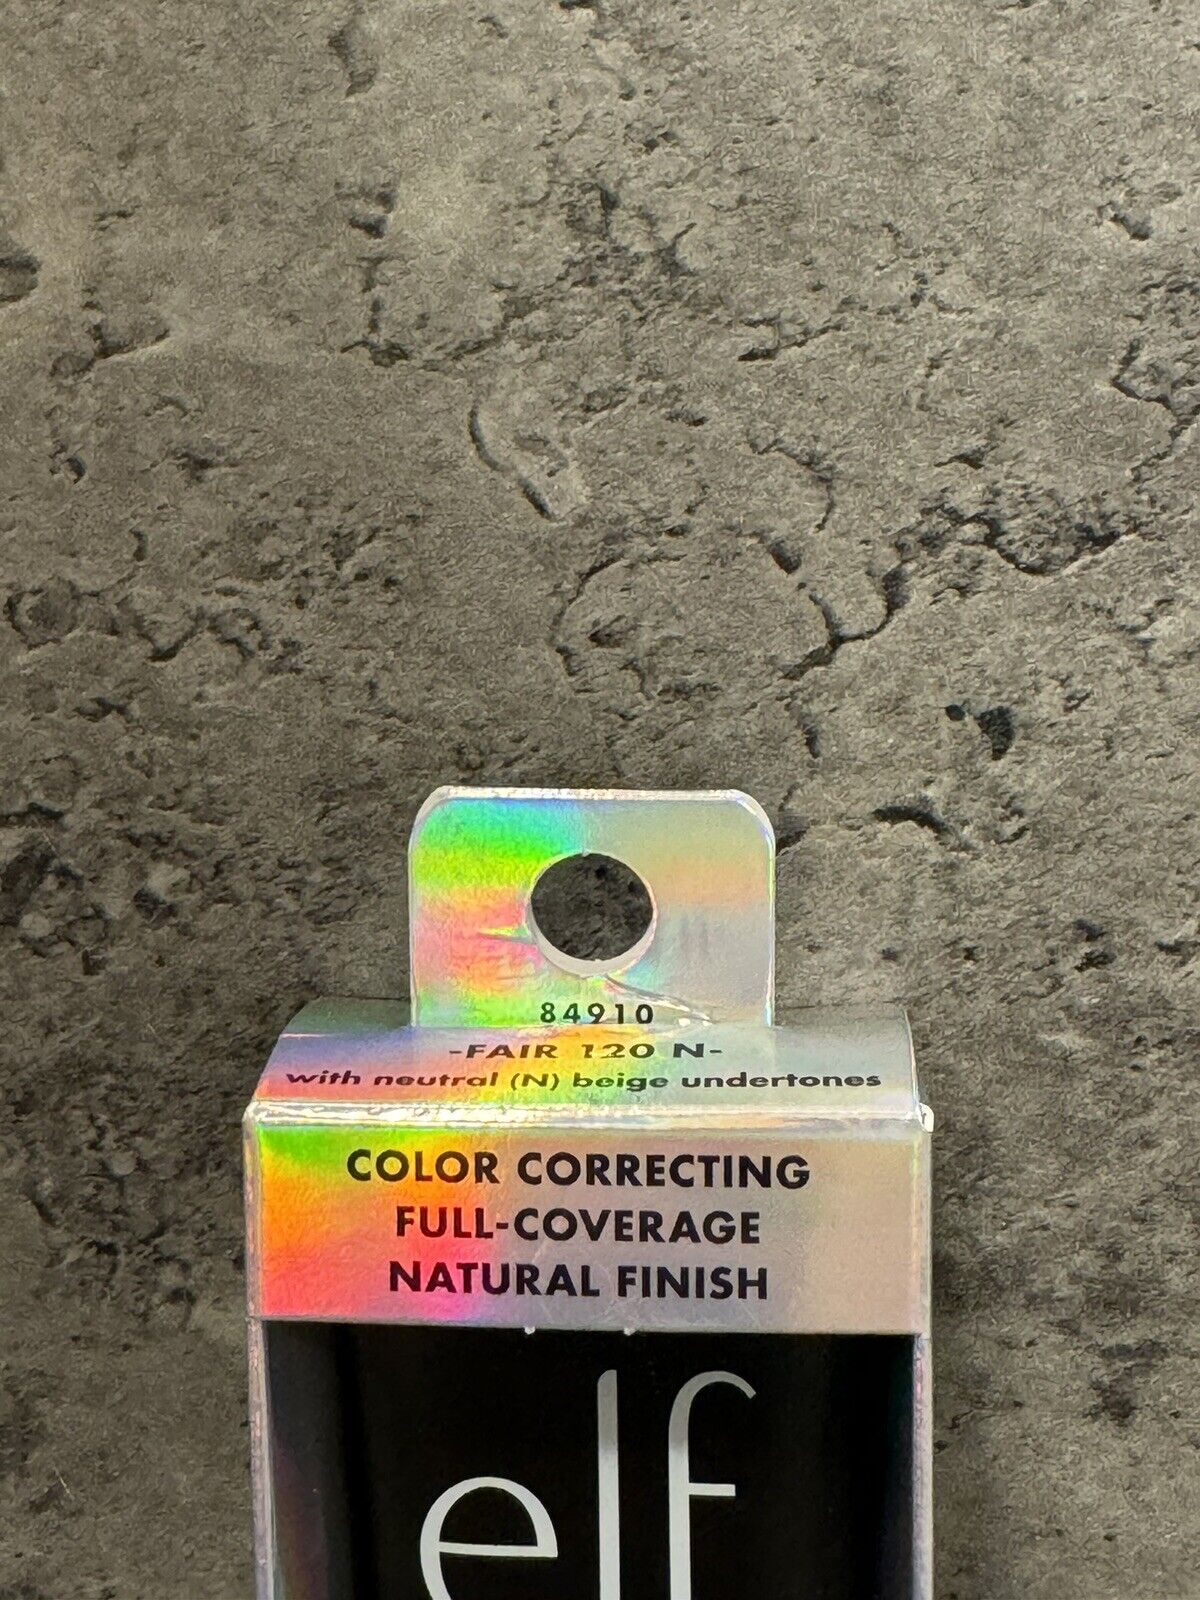 84910
-FAIR 120 N-
with neutral (N) beige undertones
COLOR CORRECTING
FULL-COVERAGE
NATURAL FINISH
elf